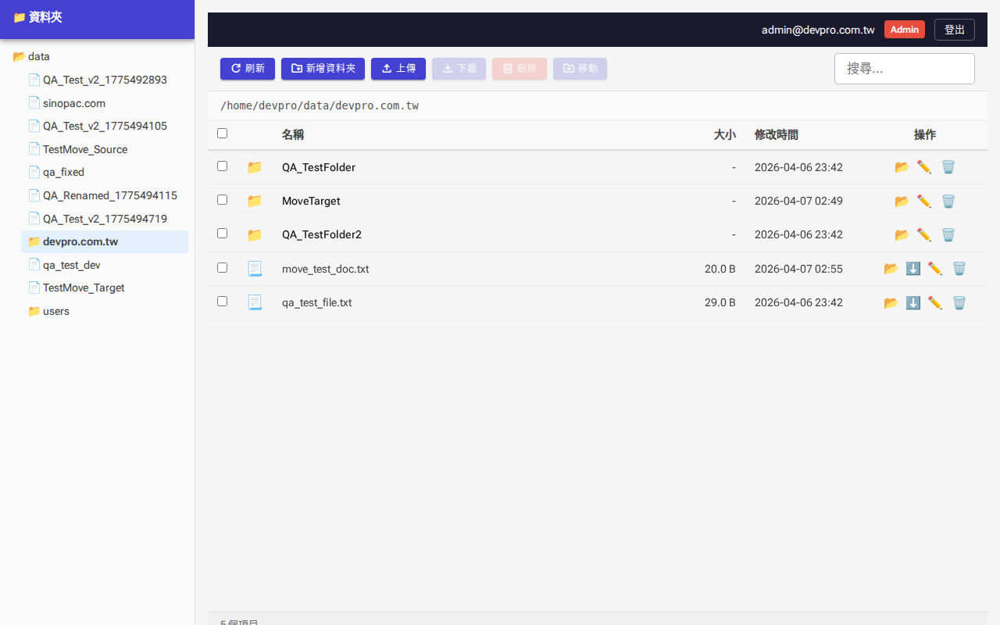 資料夾
data
QA_Test_v2_1775492893
sinopac.com
QA_Test_v2_1775494105
TestMove_Source
qa_fixed
QA_Renamed_1775494115
QA_Test_v2_1775494719
devpro.com.tw
qa_test_dev
TestMove_Target
users
admin@devpro.com.tw Admin 登出
刷新 新增資料夾 上傳 下載 刪除 移動 搜尋...
/home/devpro/data/devpro.com.tw
名稱 大小 修改時間 操作
QA_TestFolder - 2026-04-06 23:42
MoveTarget - 2026-04-07 02:49
QA_TestFolder2 - 2026-04-06 23:42
move_test_doc.txt 20.0 B 2026-04-07 02:55
qa_test_file.txt 29.0 B 2026-04-06 23:42
5 個項目